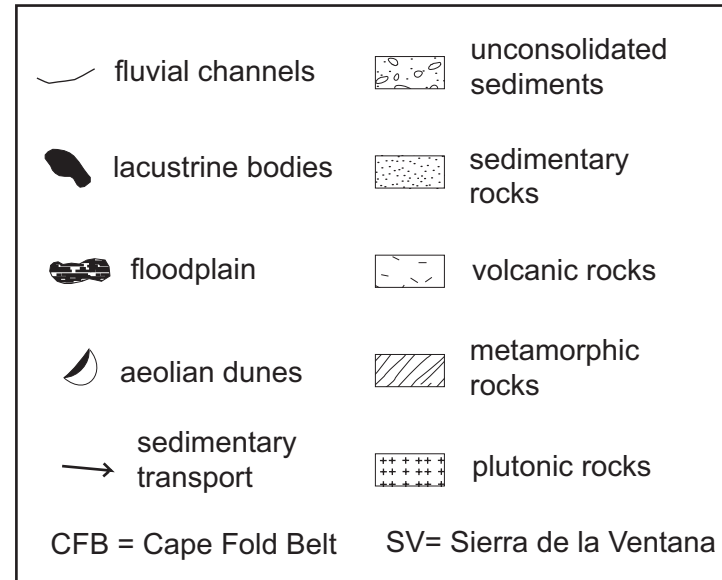 fluvial channels
lacustrine bodies
floodplain
aeolian dunes
sedimentary
transport
unconsolidated
sediments
sedimentary
rocks
volcanic rocks
metamorphic
rocks
plutonic rocks
CFB = Cape Fold Belt
SV= Sierra de la Ventana